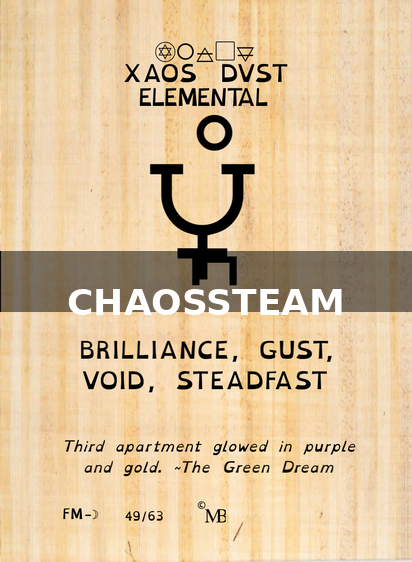 XAOS DVST
ELEMENTAL
CHAOSSTEAM
BRILLIANCE, GUST,
VOID, STEADFAST
Third apartment glowed in purple
and gold. ~The Green Dream
FM-☽ 49/63 © MB